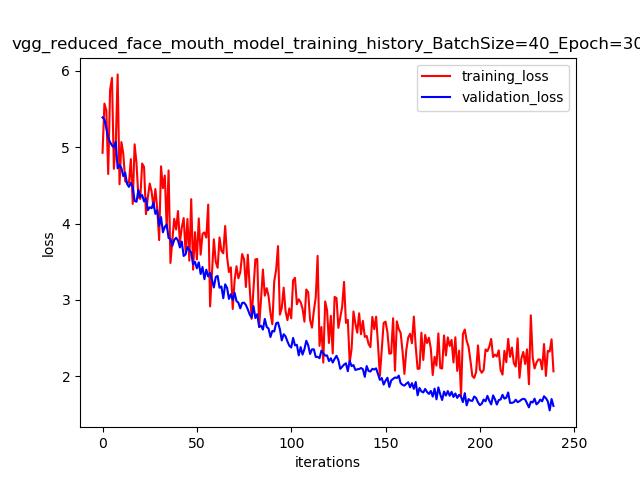 vgg_reduced_face_mouth_model_training_history_BatchSize=40_Epoch=30
training_loss
validation_loss
6
5
4
3
2
loss
0
50
100
150
200
250
iterations